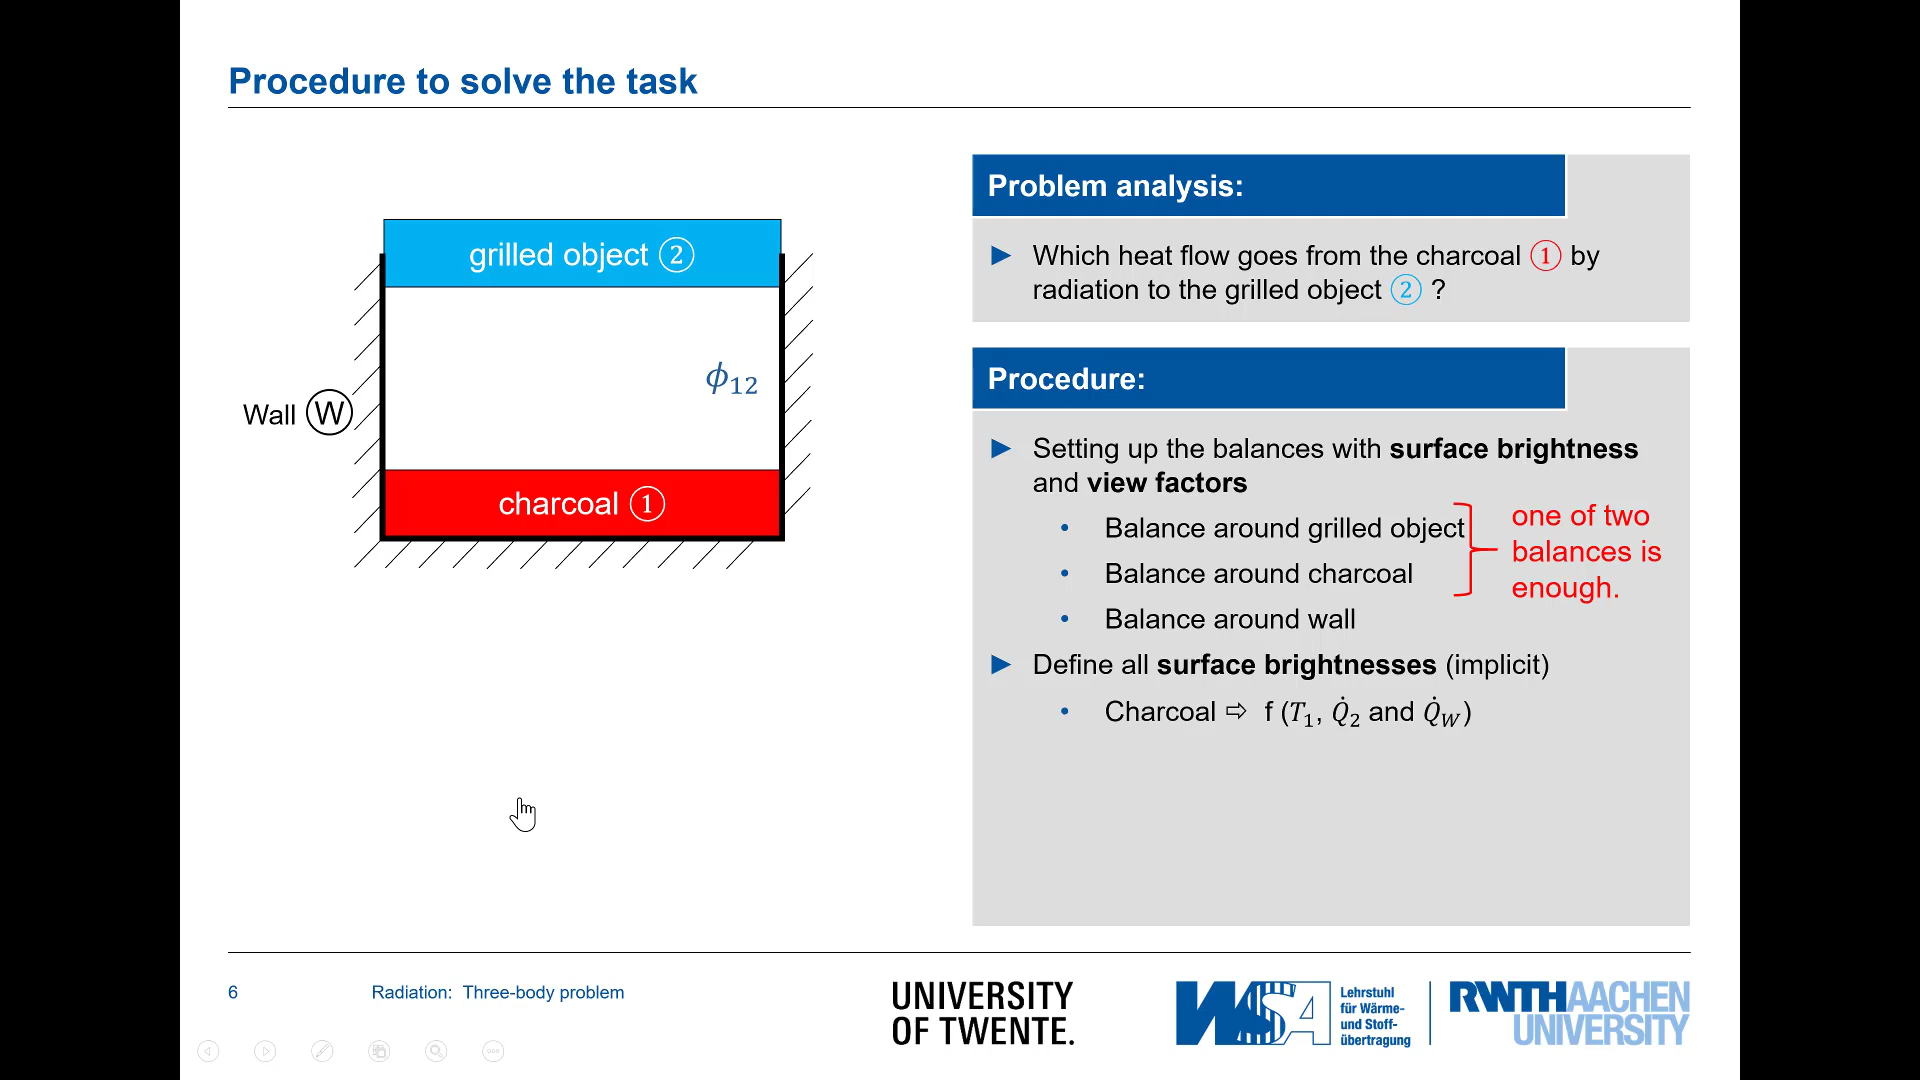 Procedure to solve the task
grilled object ②
ϕ₁₂
Wall Ⓦ
charcoal ①
Problem analysis:
Which heat flow goes from the charcoal ① by
radiation to the grilled object ② ?
Procedure:
Setting up the balances with surface brightness
and view factors
• Balance around grilled object
• Balance around charcoal
• Balance around wall
one of two
balances is
enough.
Define all surface brightnesses (implicit)
• Charcoal ⇨ f (T₁, Q̇₂ and Q̇_W)
6
Radiation: Three-body problem
UNIVERSITY
OF TWENTE.
WSA
Lehrstuhl
für Wärme-
und Stoff-
übertragung
RWTHAACHEN
UNIVERSITY